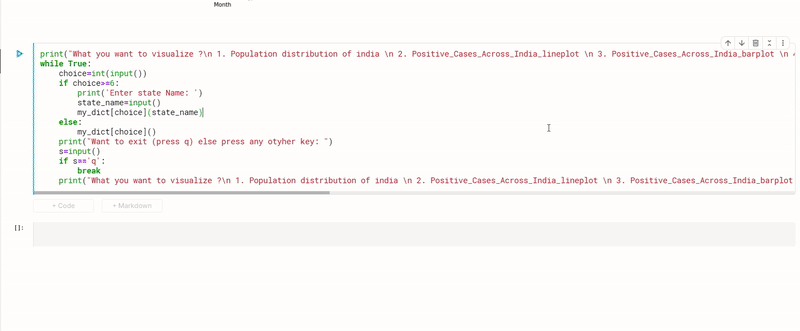 Month
print("What you want to visualize ?\n 1. Population distribution of india \n 2. Positive_Cases_Across_India_lineplot \n 3. Positive_Cases_Across_India_barplot \n
while True:
    choice=int(input())
    if choice>=6:
        print('Enter state Name: ')
        state_name=input()
        my_dict[choice](state_name)
    else:
        my_dict[choice]()
    print("Want to exit (press q) else press any otyher key: ")
    s=input()
    if s=='q':
        break
    print("What you want to visualize ?\n 1. Population distribution of india \n 2. Positive_Cases_Across_India_lineplot \n 3. Positive_Cases_Across_India_barplot
+ Code + Markdown
[]: